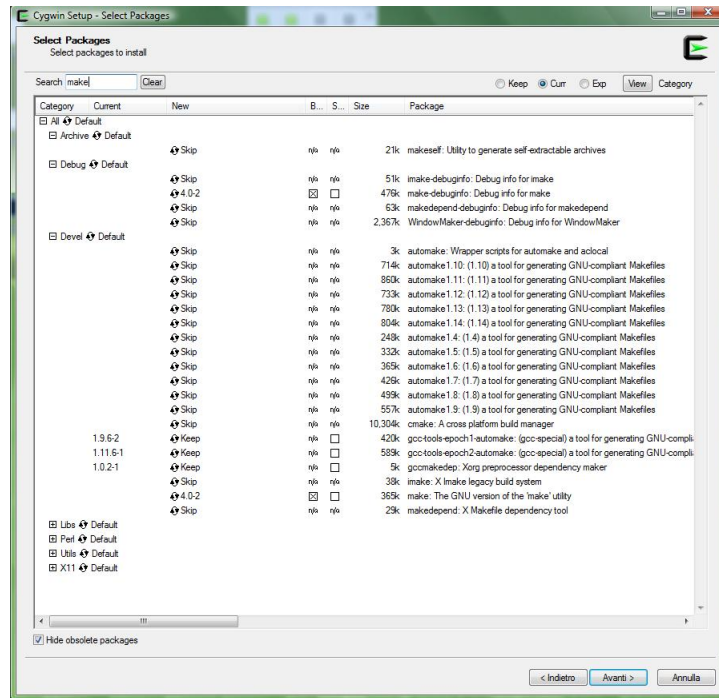 Cygwin Setup - Select Packages
Select Packages
Select packages to install
Search make Clear Keep Curr Exp View Category
Category Current New B... S... Size Package
All Default
Archive Default
Skip n/a n/a 21k makeself: Utility to generate self-extractable archives
Debug Default
Skip n/a n/a 51k imake-debuginfo: Debug info for imake
4.0-2 476k make-debuginfo: Debug info for make
Skip n/a n/a 63k makedepend-debuginfo: Debug info for makedepend
Skip n/a n/a 2,367k WindowMaker-debuginfo: Debug info for WindowMaker
Devel Default
Skip n/a n/a 3k automake: Wrapper scripts for automake and aclocal
Skip n/a n/a 714k automake1.10: (1.10) a tool for generating GNU-compliant Makefiles
Skip n/a n/a 860k automake1.11: (1.11) a tool for generating GNU-compliant Makefiles
Skip n/a n/a 733k automake1.12: (1.12) a tool for generating GNU-compliant Makefiles
Skip n/a n/a 780k automake1.13: (1.13) a tool for generating GNU-compliant Makefiles
Skip n/a n/a 804k automake1.14: (1.14) a tool for generating GNU-compliant Makefiles
Skip n/a n/a 248k automake1.4: (1.4) a tool for generating GNU-compliant Makefiles
Skip n/a n/a 332k automake1.5: (1.5) a tool for generating GNU-compliant Makefiles
Skip n/a n/a 365k automake1.6: (1.6) a tool for generating GNU-compliant Makefiles
Skip n/a n/a 426k automake1.7: (1.7) a tool for generating GNU-compliant Makefiles
Skip n/a n/a 499k automake1.8: (1.8) a tool for generating GNU-compliant Makefiles
Skip n/a n/a 557k automake1.9: (1.9) a tool for generating GNU-compliant Makefiles
Skip n/a n/a 10,304k cmake: A cross platform build manager
1.9.6-2 Keep n/a 420k gcc-tools-epoch1-automake: (gcc-special) a tool for generating GNU-compli
1.11.6-1 Keep n/a 589k gcc-tools-epoch2-automake: (gcc-special) a tool for generating GNU-compli
1.0.2-1 Keep n/a 5k gccmakedep: Xorg preprocessor dependency maker
Skip n/a n/a 38k imake: X Imake legacy build system
4.0-2 365k make: The GNU version of the 'make' utility
Skip n/a n/a 29k makedepend: X Makefile dependency tool
Libs Default
Perl Default
Utils Default
X11 Default
Hide obsolete packages
< Indietro Avanti > Annulla